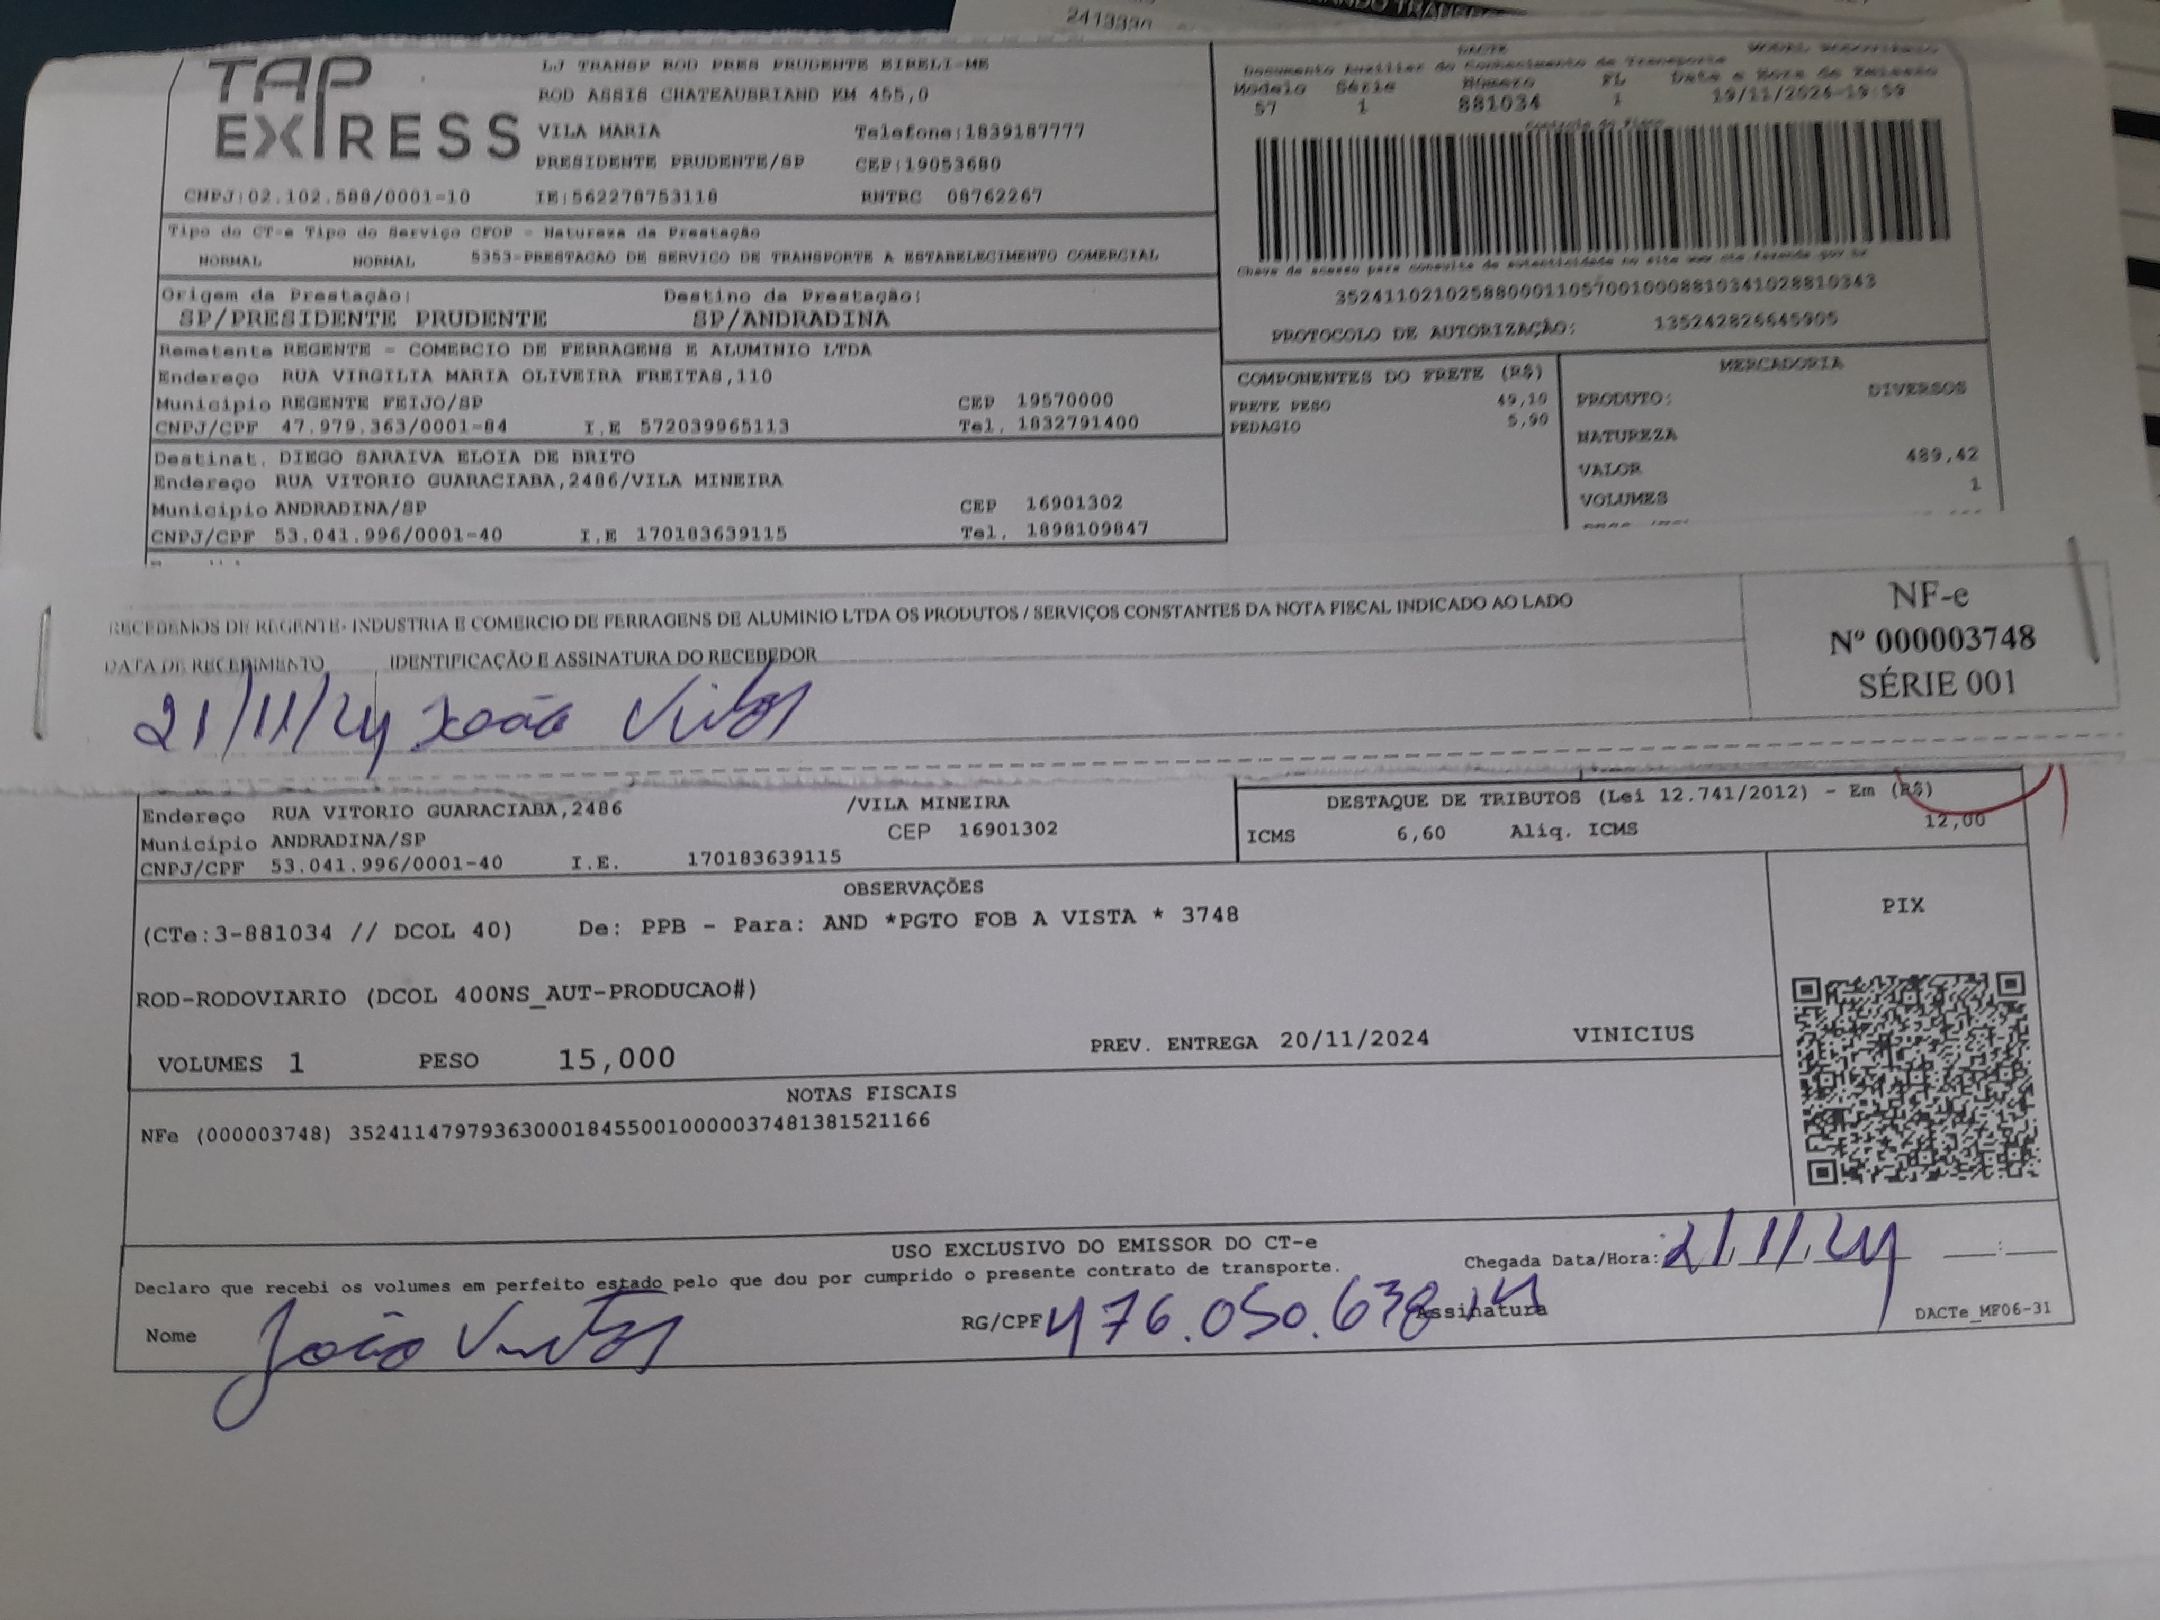 2413330
TAP EXPRESS
LJ TRANSP ROD PRES PRUDENTE EIRELI-ME
ROD ASSIS CHATEAUBRIAND KM 455,0
VILA MARIA Telefone:1839187777
PRESIDENTE PRUDENTE/SP CEP:19053680
CNPJ:02.102.588/0001-10 IE:562278753118 RNTRC 08762267
DACTE
Documento Auxiliar do Conhecimento de Transporte
Modelo Série Número FL Data e Hora de Emissão
57 1 881034 1 19/11/2024-18:59
Controle do Fisco
Tipo do CT-e Tipo do Serviço CFOP - Natureza da Prestação
NORMAL NORMAL 5353-PRESTACAO DE SERVICO DE TRANSPORTE A ESTABELECIMENTO COMERCIAL
Chave de acesso para consulta de autenticidade no site www.cte.fazenda.gov.br
35241102102588000110570010008810341028810343
PROTOCOLO DE AUTORIZAÇÃO: 135242826645905
Origem da Prestação: Destino da Prestação:
SP/PRESIDENTE PRUDENTE SP/ANDRADINA
Remetente REGENTE - COMERCIO DE FERRAGENS E ALUMINIO LTDA
Endereço RUA VIRGILIA MARIA OLIVEIRA FREITAS,110
Municipio REGENTE FEIJO/SP CEP 19570000
CNPJ/CPF 47.979.363/0001-84 I.E 572039965113 Tel. 1832791400
Destinat. DIEGO SARAIVA ELOIA DE BRITO
Endereço RUA VITORIO GUARACIABA,2486/VILA MINEIRA
Municipio ANDRADINA/SP CEP 16901302
CNPJ/CPF 53.041.996/0001-40 I.E 170183639115 Tel. 1898109847
COMPONENTES DO FRETE (R$)
FRETE PESO 49,10
PEDAGIO 5,90
MERCADORIA
PRODUTO: DIVERSOS
NATUREZA
VALOR 489,42
VOLUMES 1
RECEBEMOS DE REGENTE- INDUSTRIA E COMERCIO DE FERRAGENS DE ALUMINIO LTDA OS PRODUTOS / SERVIÇOS CONSTANTES DA NOTA FISCAL INDICADO AO LADO
DATA DE RECEBIMENTO IDENTIFICAÇÃO E ASSINATURA DO RECEBEDOR
21/11/24 João
NF-e
Nº 000003748
SÉRIE 001
Endereço RUA VITORIO GUARACIABA,2486 /VILA MINEIRA
Municipio ANDRADINA/SP CEP 16901302
CNPJ/CPF 53.041.996/0001-40 I.E. 170183639115
DESTAQUE DE TRIBUTOS (Lei 12.741/2012) - Em (R$)
ICMS 6,60 Aliq. ICMS 12,00
OBSERVAÇÕES
(CTe:3-881034 // DCOL 40) De: PPB - Para: AND *PGTO FOB A VISTA * 3748
ROD-RODOVIARIO (DCOL 400NS_AUT-PRODUCAO#)
VOLUMES 1 PESO 15,000 PREV. ENTREGA 20/11/2024 VINICIUS
PIX
NOTAS FISCAIS
NFe (000003748) 35241147979363000184550010000037481381521166
USO EXCLUSIVO DO EMISSOR DO CT-e
Declaro que recebi os volumes em perfeito estado pelo que dou por cumprido o presente contrato de transporte.
Chegada Data/Hora: 21/11/24 __:__
Nome João
RG/CPF 476.050.638 Assinatura
DACTe_MF06-31